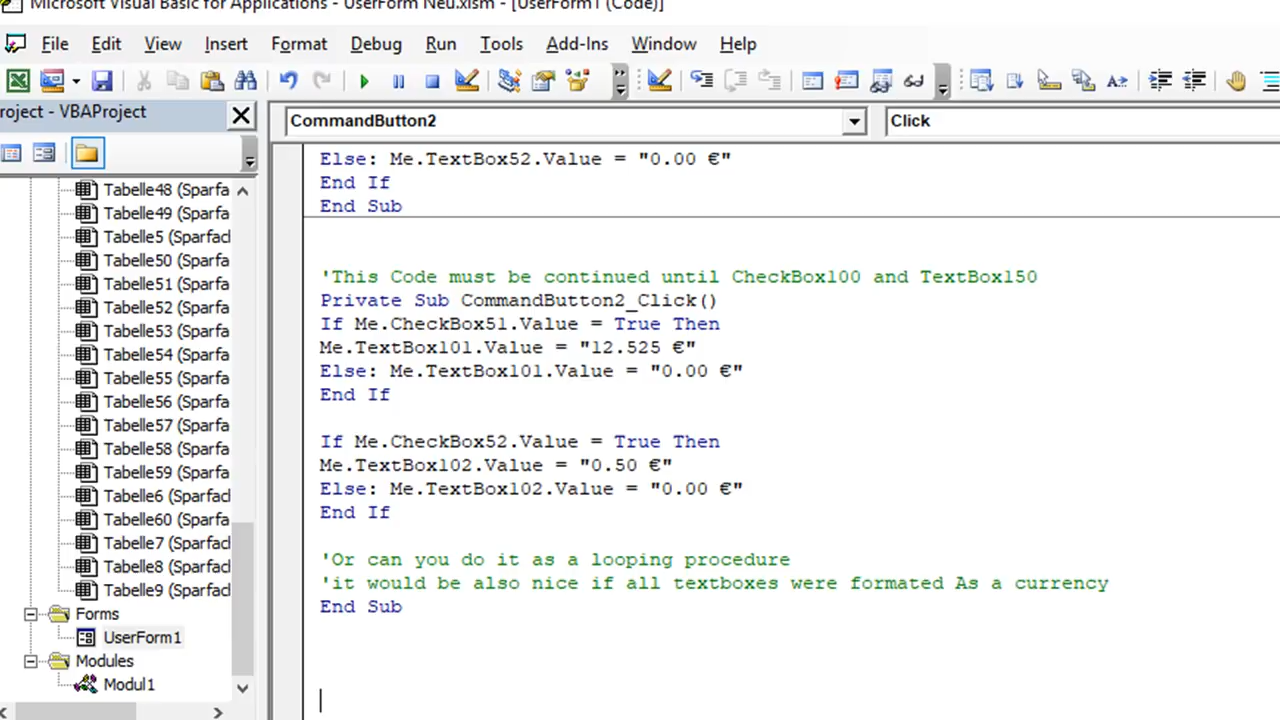 Microsoft Visual Basic for Applications - UserForm Neu.xlsm - [UserForm1 (Code)]
File Edit View Insert Format Debug Run Tools Add-Ins Window Help
roject - VBAProject
CommandButton2
Click
Tabelle48 (Sparfa
Tabelle49 (Sparfa
Tabelle5 (Sparfacl
Tabelle50 (Sparfa
Tabelle51 (Sparfa
Tabelle52 (Sparfa
Tabelle53 (Sparfa
Tabelle54 (Sparfa
Tabelle55 (Sparfa
Tabelle56 (Sparfa
Tabelle57 (Sparfa
Tabelle58 (Sparfa
Tabelle59 (Sparfa
Tabelle6 (Sparfacl
Tabelle60 (Sparfa
Tabelle7 (Sparfacl
Tabelle8 (Sparfacl
Tabelle9 (Sparfacl
Forms
UserForm1
Modules
Modul1
Else: Me.TextBox52.Value = "0.00 €"
End If
End Sub
'This Code must be continued until CheckBox100 and TextBox150
Private Sub CommandButton2_Click()
If Me.CheckBox51.Value = True Then
Me.TextBox101.Value = "12.525 €"
Else: Me.TextBox101.Value = "0.00 €"
End If
If Me.CheckBox52.Value = True Then
Me.TextBox102.Value = "0.50 €"
Else: Me.TextBox102.Value = "0.00 €"
End If
'Or can you do it as a looping procedure
'it would be also nice if all textboxes were formated As a currency
End Sub